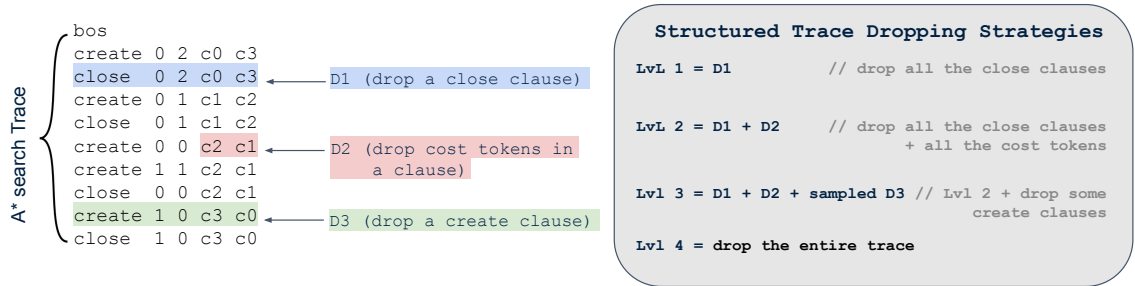 A* search Trace
bos
create 0 2 c0 c3
close 0 2 c0 c3
create 0 1 c1 c2
close 0 1 c1 c2
create 0 0 c2 c1
create 1 1 c2 c1
close 0 0 c2 c1
create 1 0 c3 c0
close 1 0 c3 c0
D1 (drop a close clause)
D2 (drop cost tokens in
a clause)
D3 (drop a create clause)
Structured Trace Dropping Strategies
LvL 1 = D1 // drop all the close clauses
LvL 2 = D1 + D2 // drop all the close clauses
+ all the cost tokens
Lvl 3 = D1 + D2 + sampled D3 // Lvl 2 + drop some
create clauses
Lvl 4 = drop the entire trace